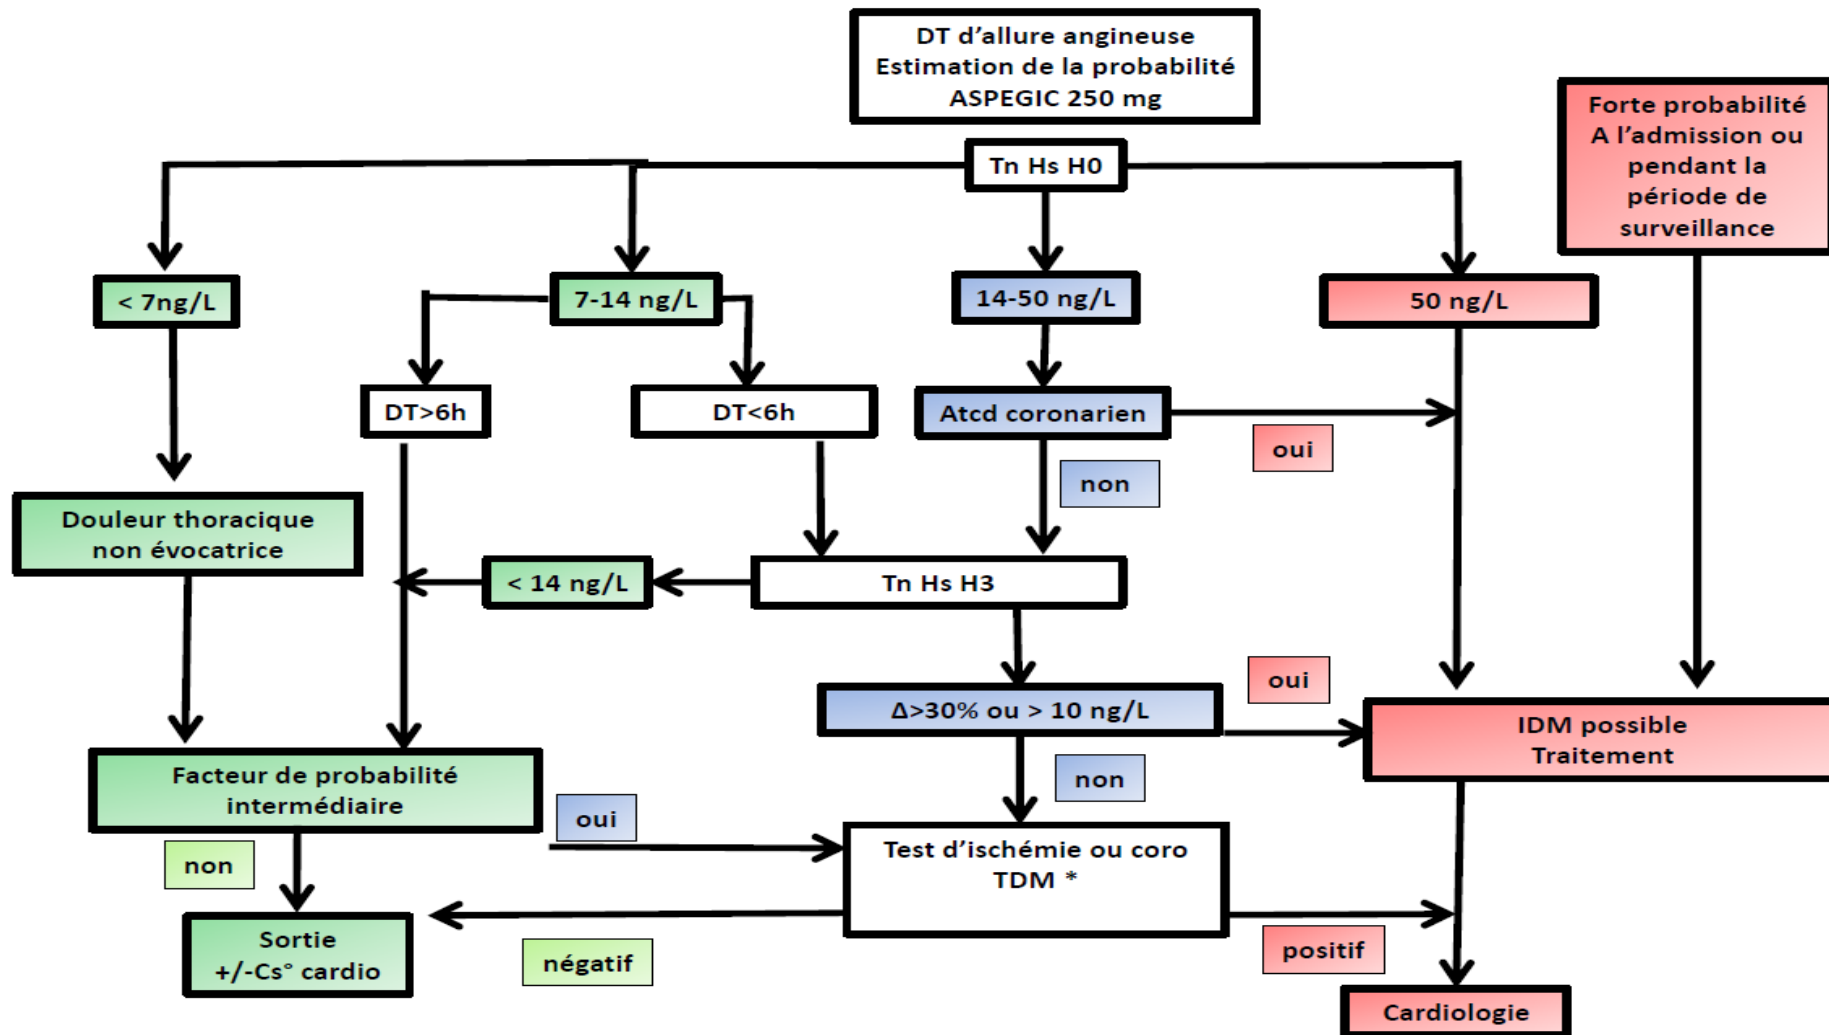 DT d'allure angineuse
Estimation de la probabilité
ASPEGIC 250 mg
Forte probabilité
A l'admission ou
pendant la
période de
surveillance
Tn Hs H0
< 7ng/L
7-14 ng/L
14-50 ng/L
50 ng/L
DT>6h
DT<6h
Atcd coronarien
oui
non
Douleur thoracique
non évocatrice
< 14 ng/L
Tn Hs H3
oui
Δ>30% ou > 10 ng/L
IDM possible
Traitement
non
Facteur de probabilité
intermédiaire
oui
non
Test d'ischémie ou coro
TDM *
Sortie
+/-Cs° cardio
négatif
positif
Cardiologie